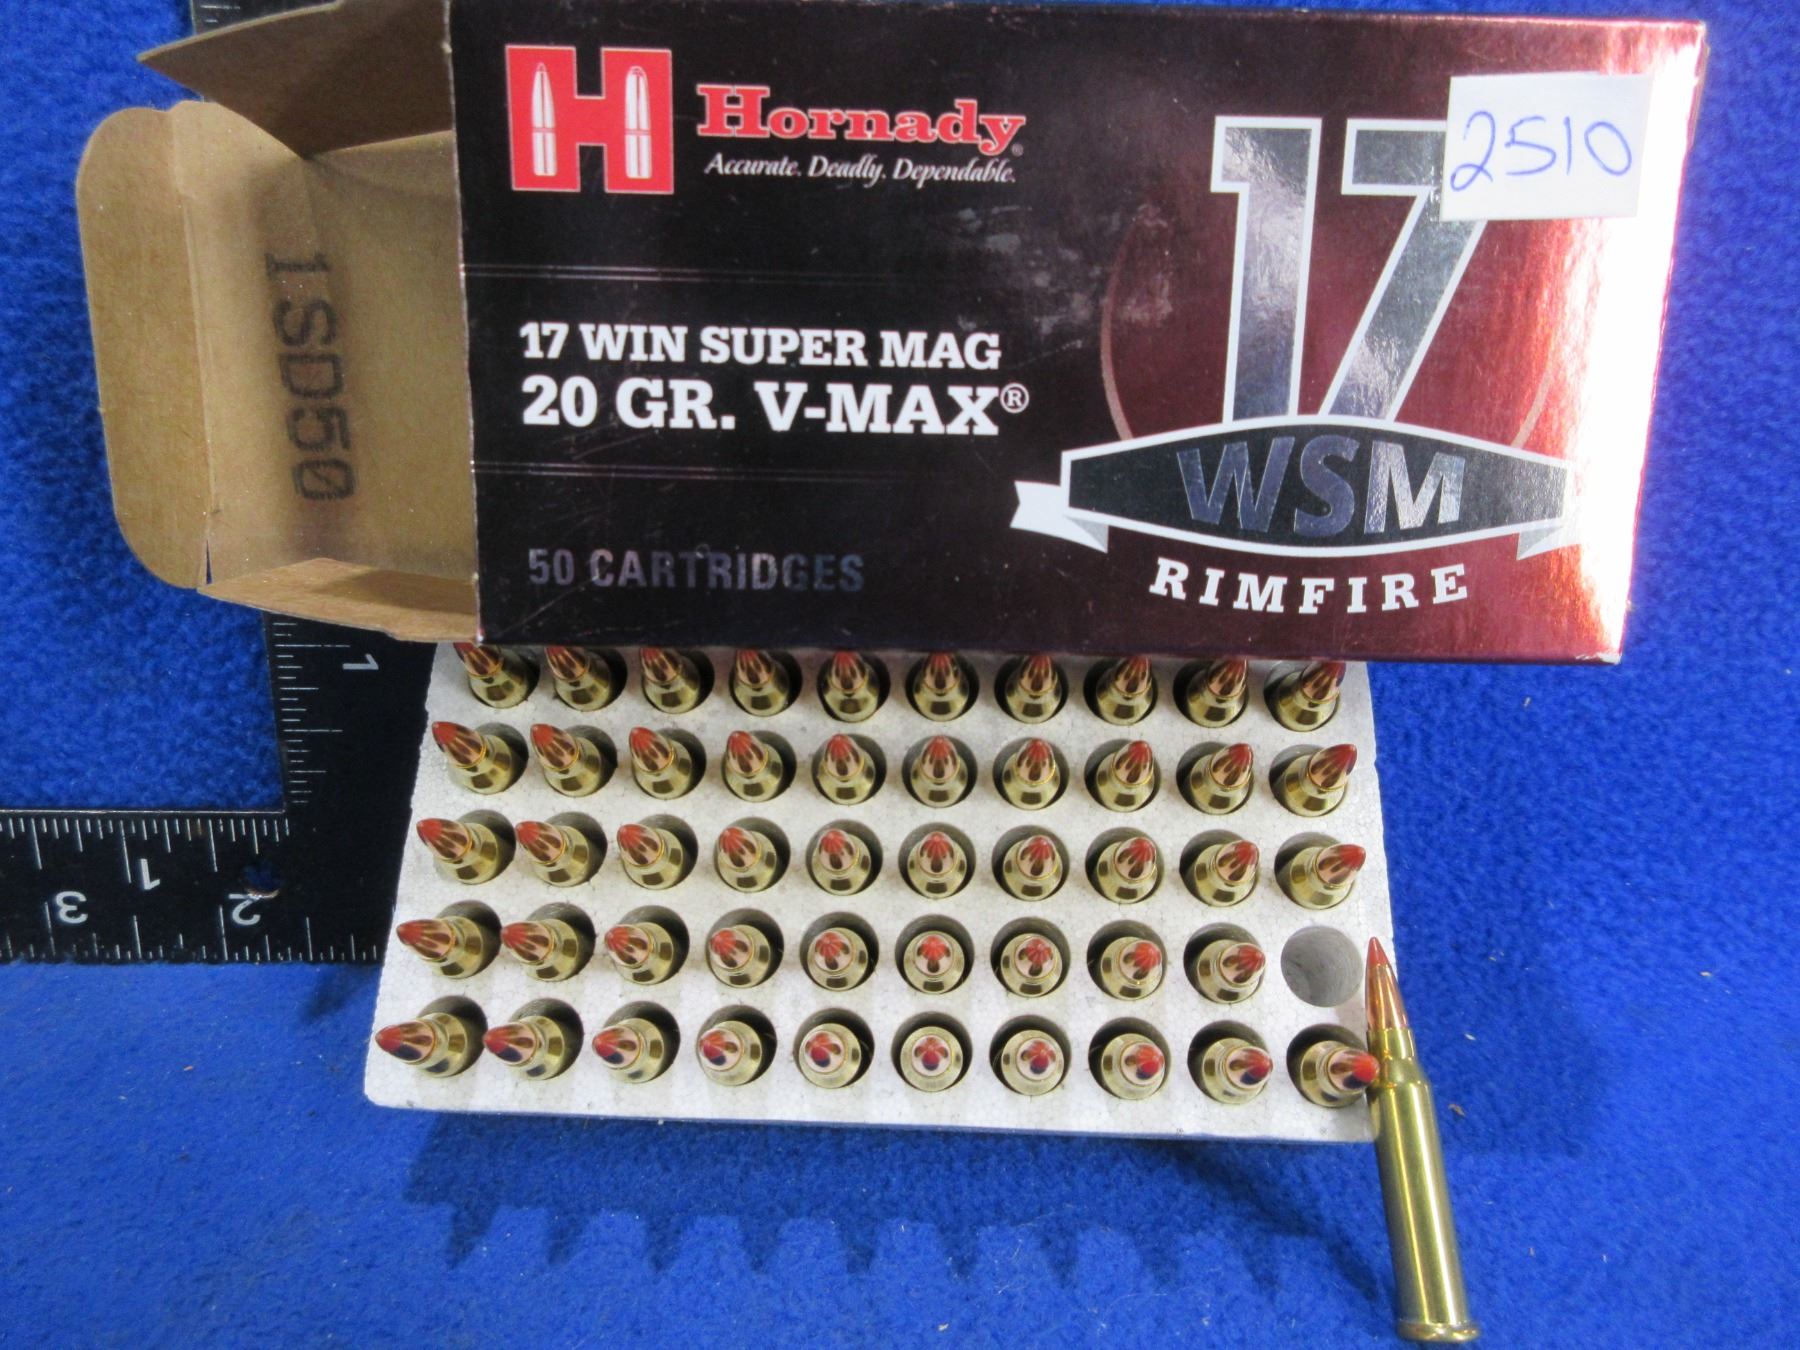 H
Hornady®
Accurate. Deadly. Dependable.
17 WIN SUPER MAG
20 GR. V-MAX®
50 CARTRIDGES
17
WSM
RIMFIRE
2510
1SD50
1
1
2
3